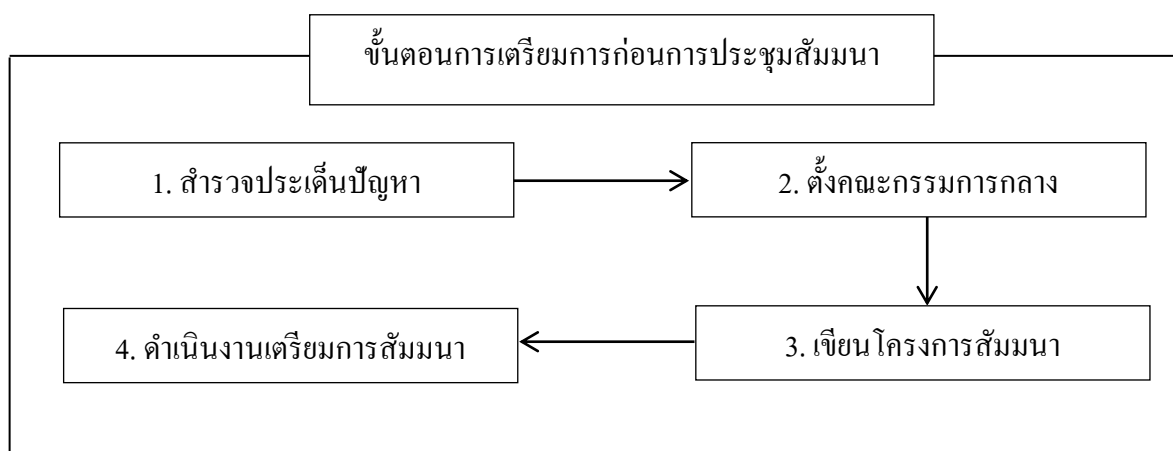 ขั้นตอนการเตรียมการก่อนการประชุมสัมมนา
1. สำรวจประเด็นปัญหา
2. ตั้งคณะกรรมการกลาง
3. เขียนโครงการสัมมนา
4. ดำเนินงานเตรียมการสัมมนา